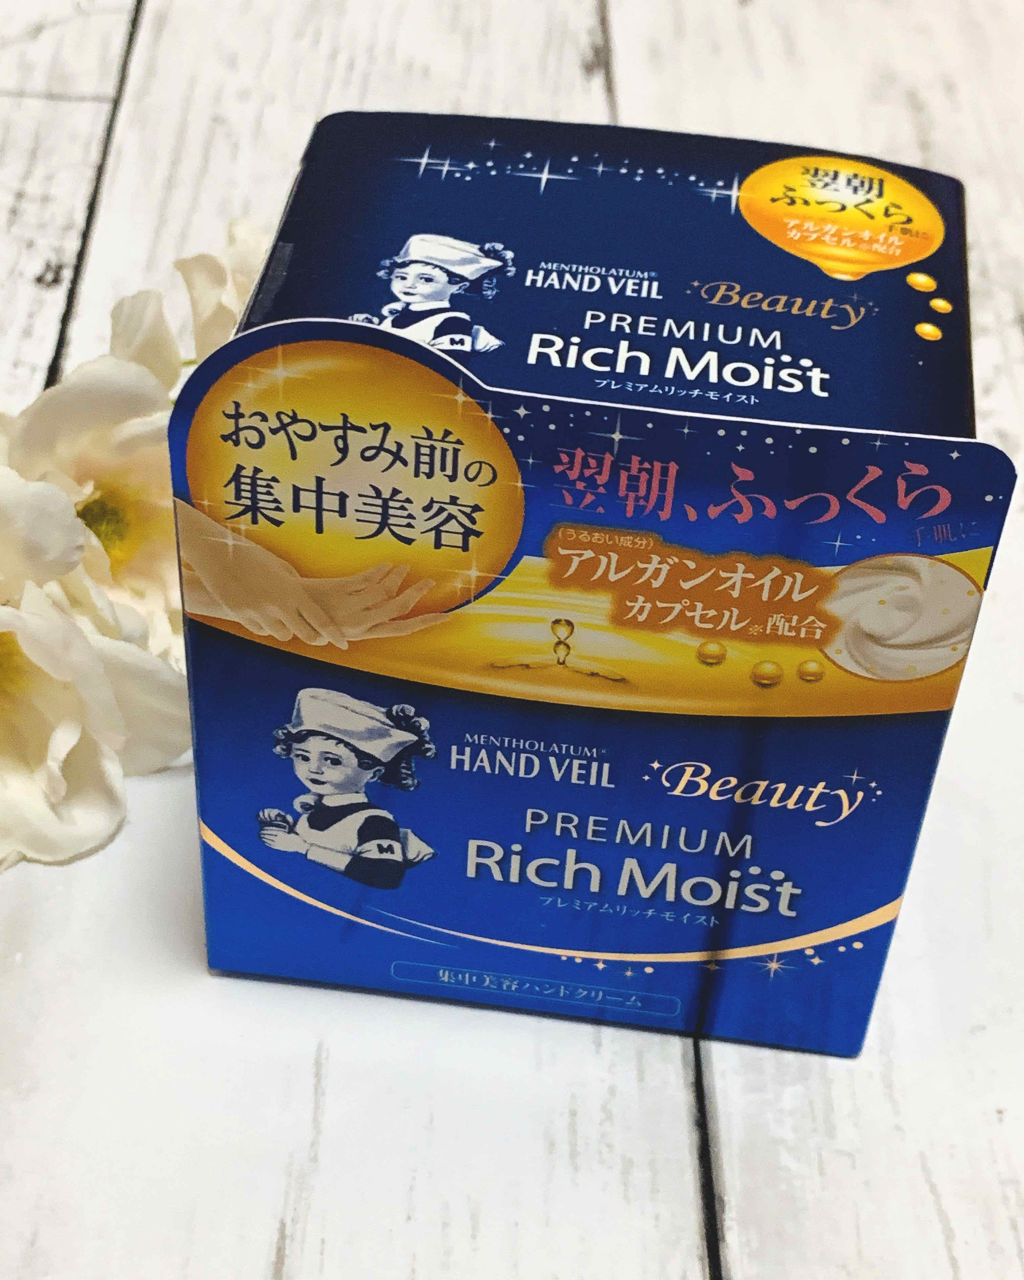 翌朝
ふっくら
手肌に
アルガンオイル
カプセル※配合
MENTHOLATUM®
HAND VEIL
Beauty
PREMIUM
Rich Moist
プレミアムリッチモイスト
おやすみ前の
集中美容
翌朝、ふっくら
手肌に
(うるおい成分)
アルガンオイル
カプセル※配合
M
MENTHOLATUM®
HAND VEIL
Beauty
PREMIUM
Rich Moist
プレミアムリッチモイスト
M
集中美容ハンドクリーム